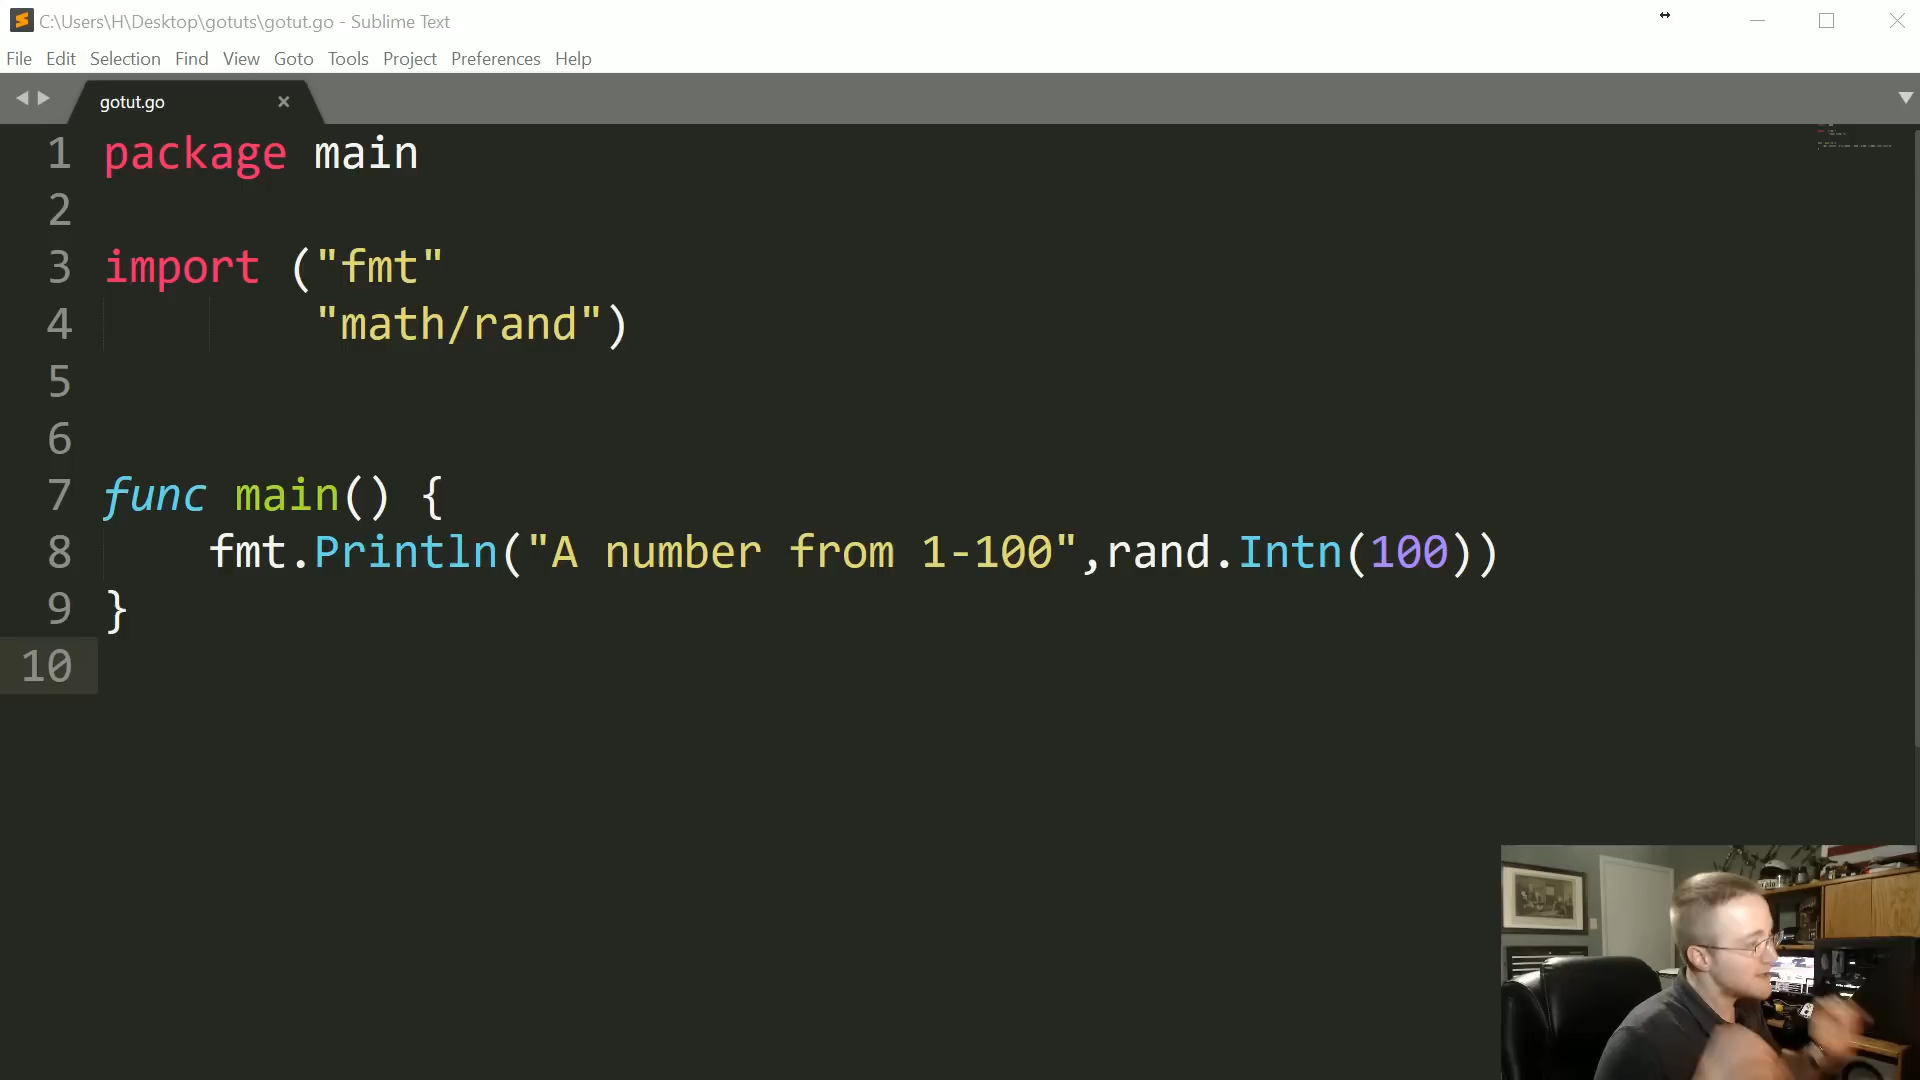 C:\Users\H\Desktop\gotuts\gotut.go - Sublime Text
File Edit Selection Find View Goto Tools Project Preferences Help
gotut.go
1 package main
2
3 import ("fmt"
4 "math/rand")
5
6
7 func main() {
8 fmt.Println("A number from 1-100",rand.Intn(100))
9 }
10